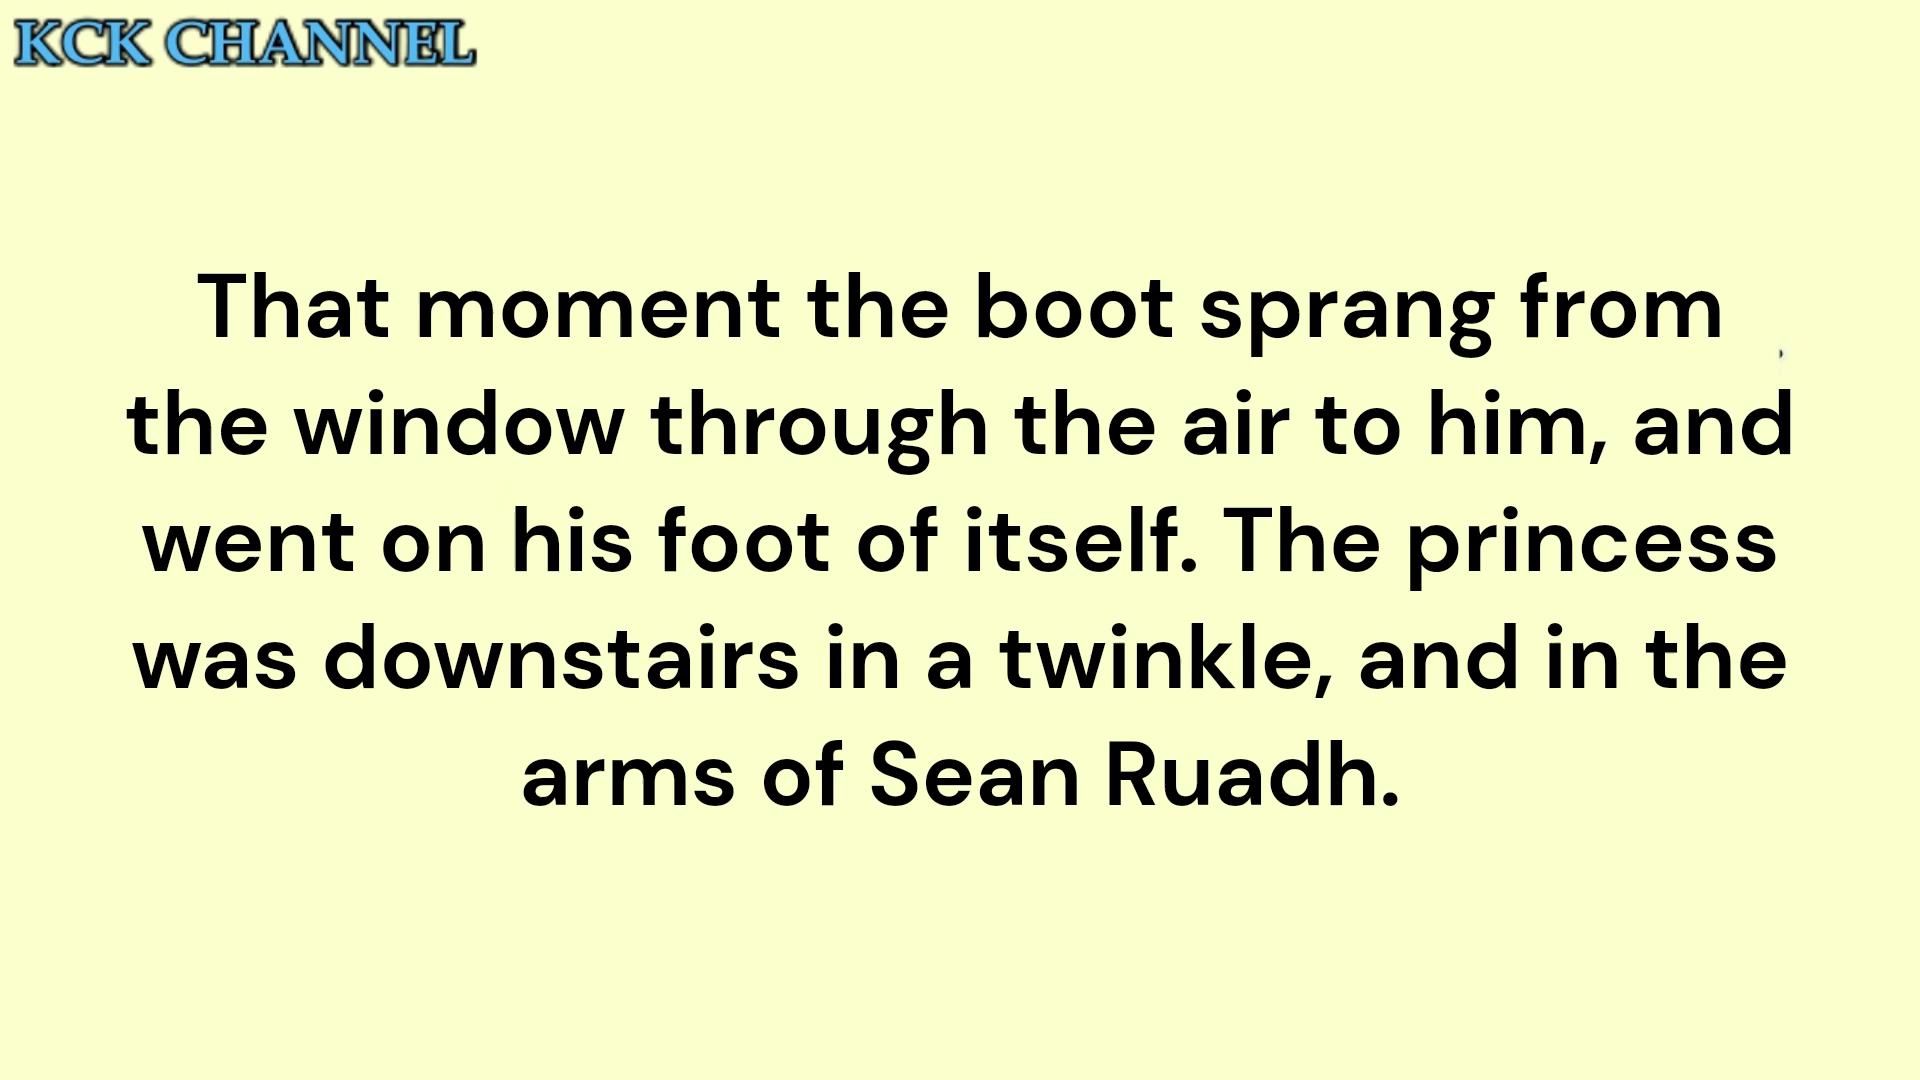 KCK CHANNEL
That moment the boot sprang from
the window through the air to him, and
went on his foot of itself. The princess
was downstairs in a twinkle, and in the
arms of Sean Ruadh.